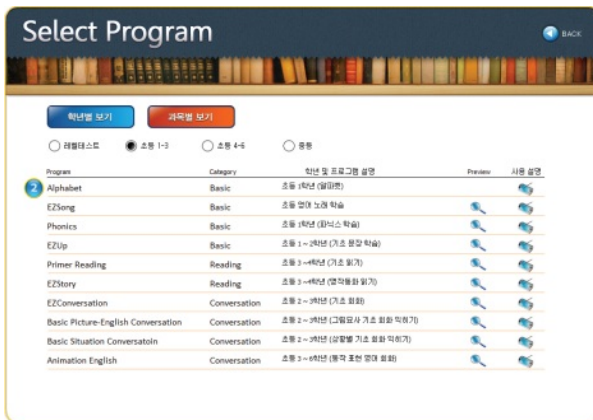 Select Program
BACK
학년별 보기 과목별 보기
레벨테스트 초등 1-3 초등 4-6 중등
Program Category 학년 및 프로그램 설명 Preview 사용 설명
2 Alphabet Basic 초등 1학년 (알파벳)
EZSong Basic 초등 영어 노래 학습
Phonics Basic 초등 1학년 (파닉스 학습)
EZUp Basic 초등 1~2학년 (기초 문장 학습)
Primer Reading Reading 초등 3~4학년 (기초 읽기)
EZStory Reading 초등 3~4학년 (명작동화 읽기)
EZConversation Conversation 초등 2~3학년 (기초 회화)
Basic Picture-English Conversation Conversation 초등 2~3학년 (그림묘사 기초 회화 익히기)
Basic Situation Conversatoin Conversation 초등 2~3학년 (상황별 기초 회화 익히기)
Animation English Conversation 초등 3~6학년 (동작 표현 영어 회화)